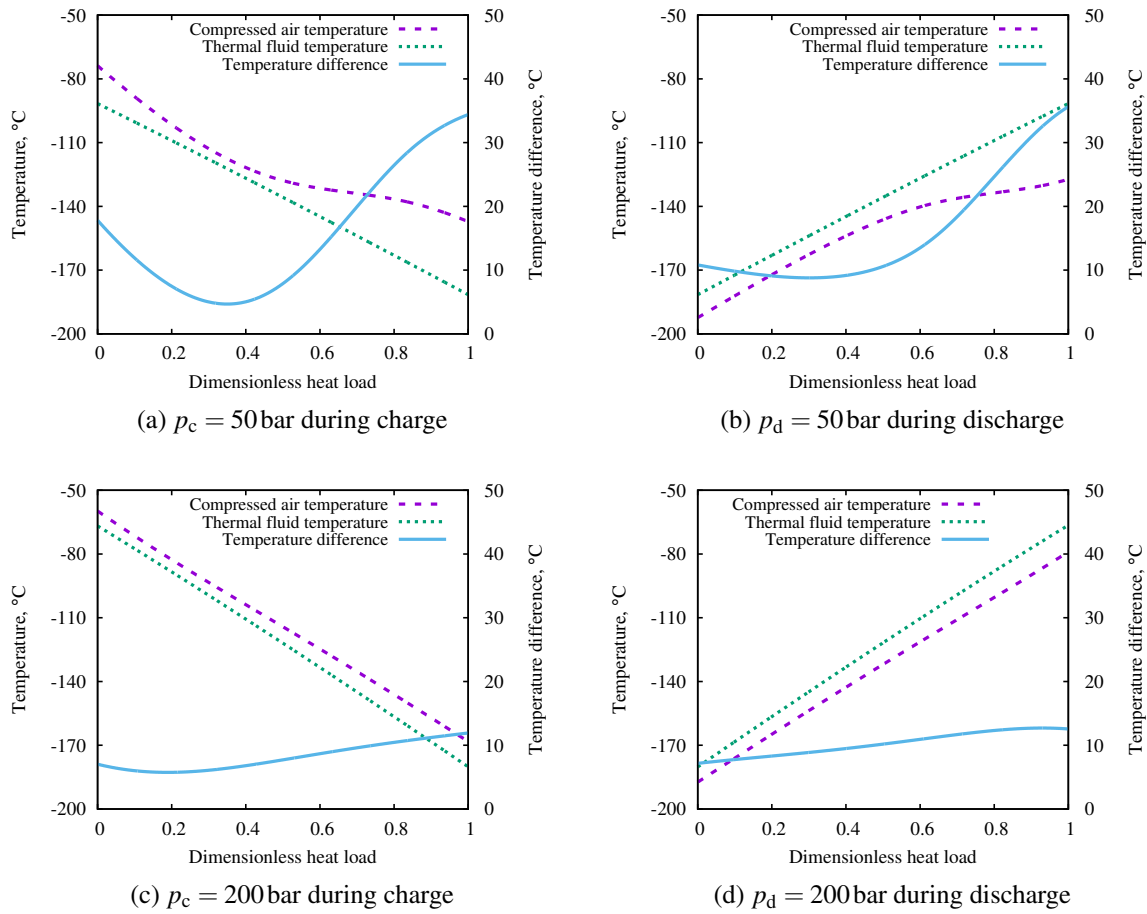 Compressed air temperature
Thermal fluid temperature
Temperature difference
-50
-80
-110
-140
-170
-200
50
40
30
20
10
0
0 0.2 0.4 0.6 0.8 1
Temperature, °C
Temperature difference, °C
Dimensionless heat load
(a) p_c = 50 bar during charge
Compressed air temperature
Thermal fluid temperature
Temperature difference
-50
-80
-110
-140
-170
-200
50
40
30
20
10
0
0 0.2 0.4 0.6 0.8 1
Temperature, °C
Temperature difference, °C
Dimensionless heat load
(b) p_d = 50 bar during discharge
Compressed air temperature
Thermal fluid temperature
Temperature difference
-50
-80
-110
-140
-170
-200
50
40
30
20
10
0
0 0.2 0.4 0.6 0.8 1
Temperature, °C
Temperature difference, °C
Dimensionless heat load
(c) p_c = 200 bar during charge
Compressed air temperature
Thermal fluid temperature
Temperature difference
-50
-80
-110
-140
-170
-200
50
40
30
20
10
0
0 0.2 0.4 0.6 0.8 1
Temperature, °C
Temperature difference, °C
Dimensionless heat load
(d) p_d = 200 bar during discharge